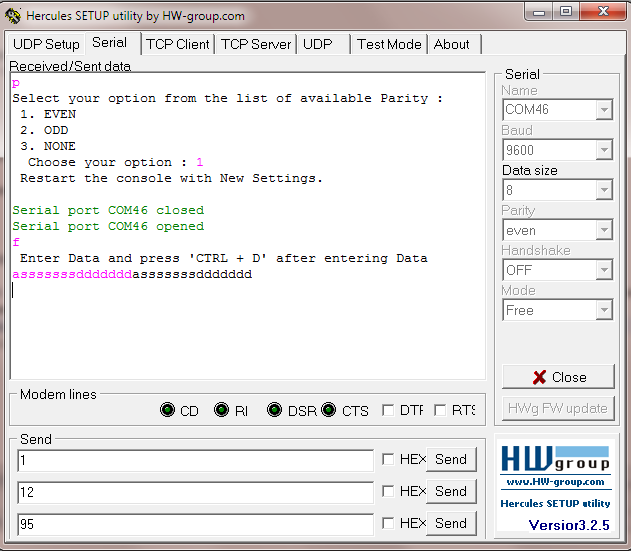 Hercules SETUP utility by HW-group.com
UDP Setup Serial TCP Client TCP Server UDP Test Mode About
Received/Sent data
p
Select your option from the list of available Parity :
1. EVEN
2. ODD
3. NONE
Choose your option : 1
Restart the console with New Settings.
Serial port COM46 closed
Serial port COM46 opened
f
Enter Data and press 'CTRL + D' after entering Data
assssssssdddddddassssssssddddddd
Serial
Name
COM46
Baud
9600
Data size
8
Parity
even
Handshake
OFF
Mode
Free
Close
HWg FW update
Modem lines
CD RI DSR CTS DTR RTS
Send
1 HEX Send
12 HEX Send
95 HEX Send
HW group
www.HW-group.com
Hercules SETUP utility
Version3.2.5